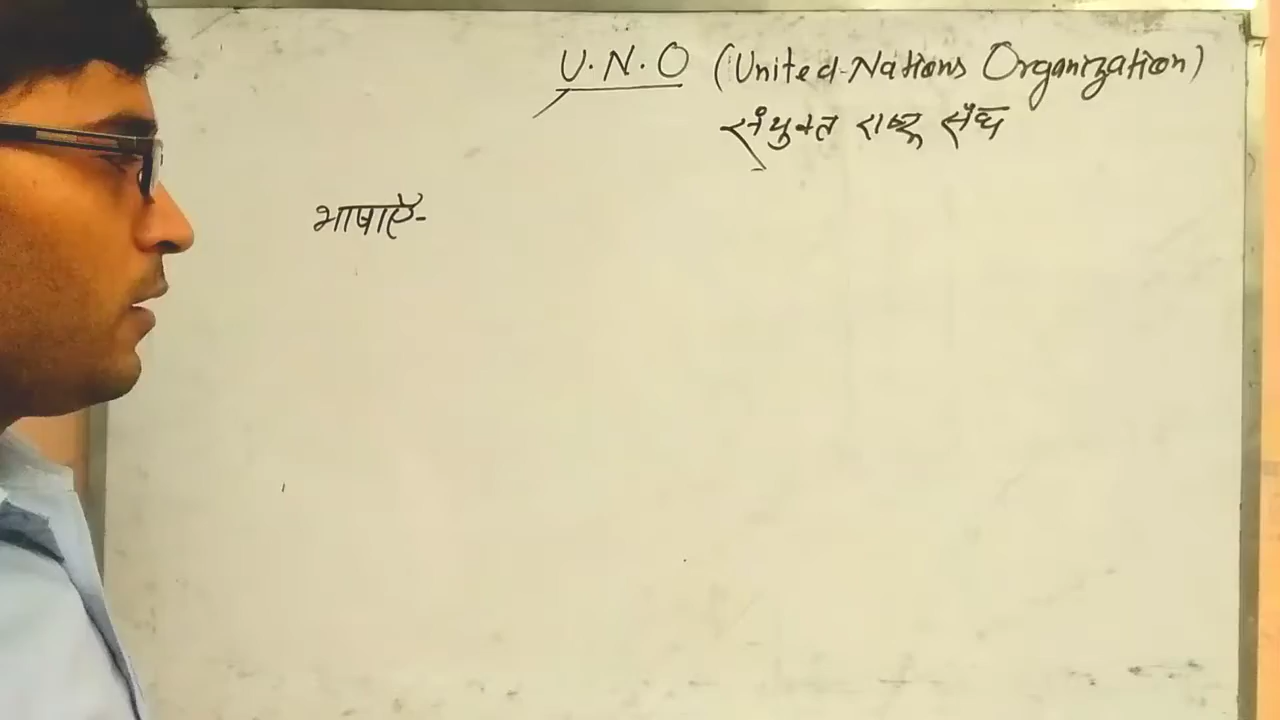 U.N.O (United Nations Organization)
संयुक्त राष्ट्र संघ
भाषाऐ-